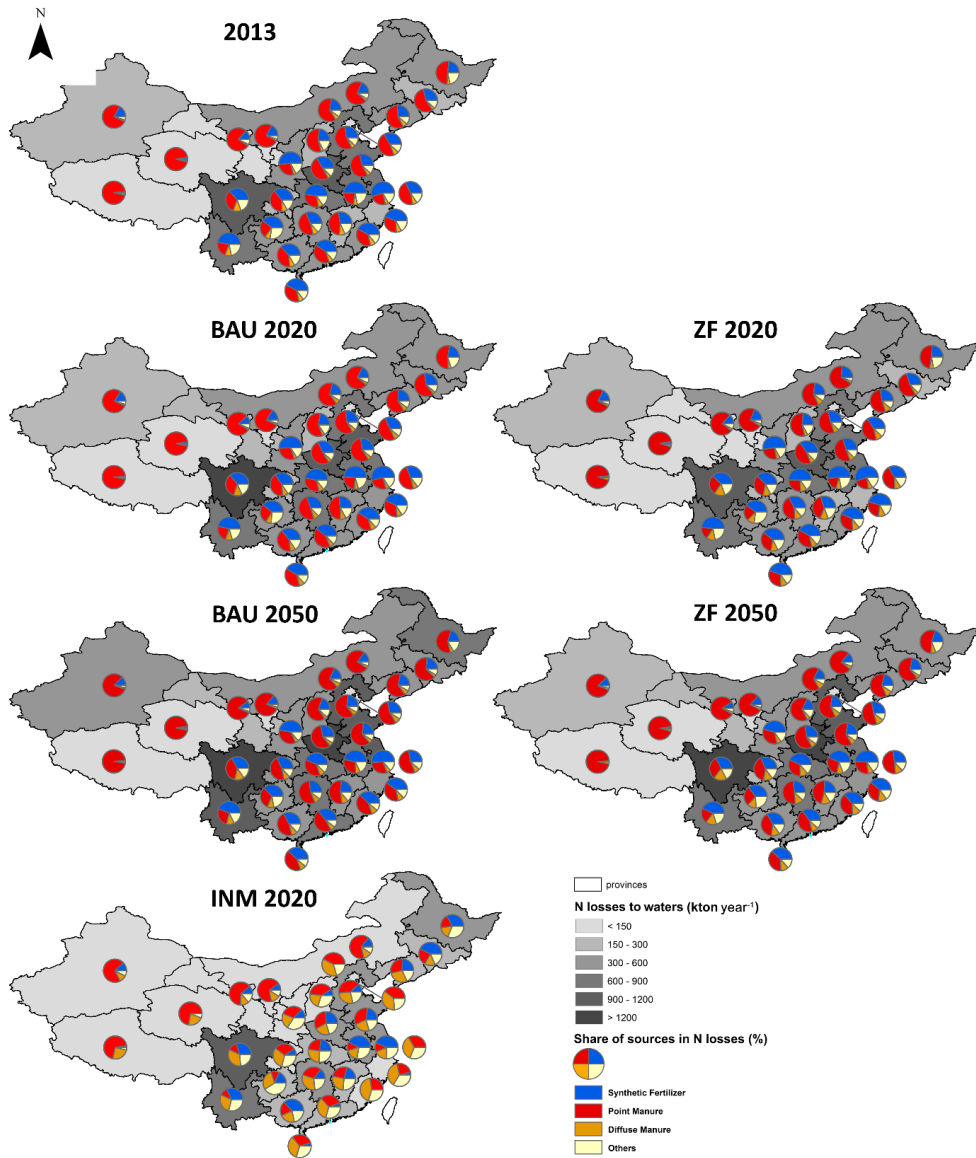 N
2013
BAU 2020
ZF 2020
BAU 2050
ZF 2050
INM 2020
provinces
N losses to waters (kton year⁻¹)
< 150
150 - 300
300 - 600
600 - 900
900 - 1200
> 1200
Share of sources in N losses (%)
Synthetic Fertilizer
Point Manure
Diffuse Manure
Others